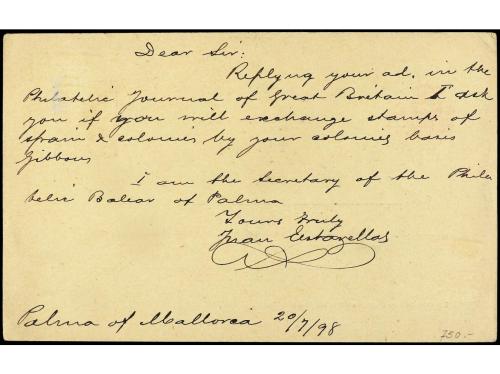 Dear Sir:
Replyng your ad. in the
Philatelic Journal of Great Britain I ask
you if you will exchange stamps of
Spain & colonies by your colonies basis
Gibbons
I am the Secretary of the Phila
telic Balear of Palma
Yours truly
Juan Estarellas
Palma of Mallorca 20/7/98
750.-